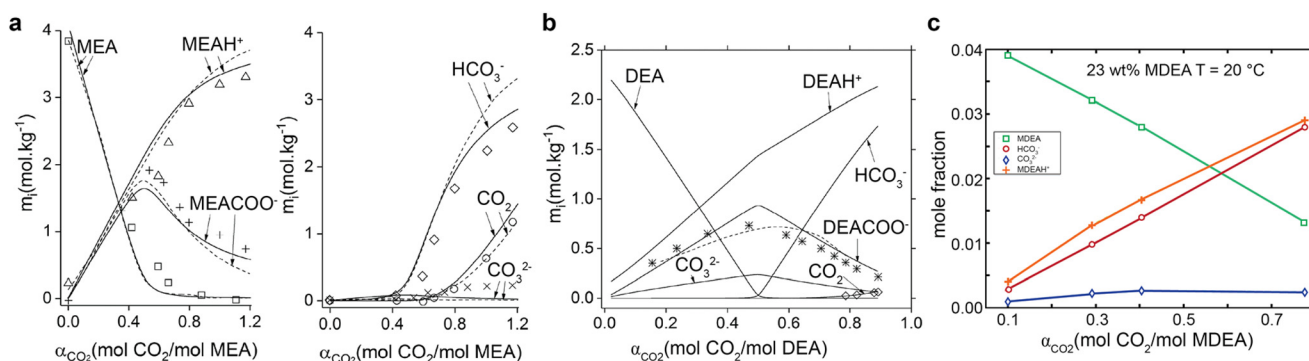 a
4
3
2
1
0
mᵢ(mol.kg⁻¹)
MEA
MEAH⁺
MEACOO⁻
0.0 0.4 0.8 1.2
α_CO₂(mol CO₂/mol MEA)
4
3
2
1
0
mᵢ(mol.kg⁻¹)
HCO₃⁻
CO₂
CO₃²⁻
0.0 0.4 0.8 1.2
α_CO₂(mol CO₂/mol MEA)
b
2.5
2.0
1.5
1.0
0.5
0.0
mᵢ(mol.kg⁻¹)
DEA
DEAH⁺
HCO₃⁻
DEACOO⁻
CO₃²⁻
CO₂
0.0 0.2 0.4 0.6 0.8 1.0
α_CO2(mol CO₂/mol DEA)
c
0.04
0.03
0.02
0.01
0.00
mole fraction
23 wt% MDEA T = 20 °C
MDEA
HCO₃⁻
CO₃²⁻
MDEAH⁺
0.1 0.3 0.5 0.7
α_CO2(mol CO₂/mol MDEA)